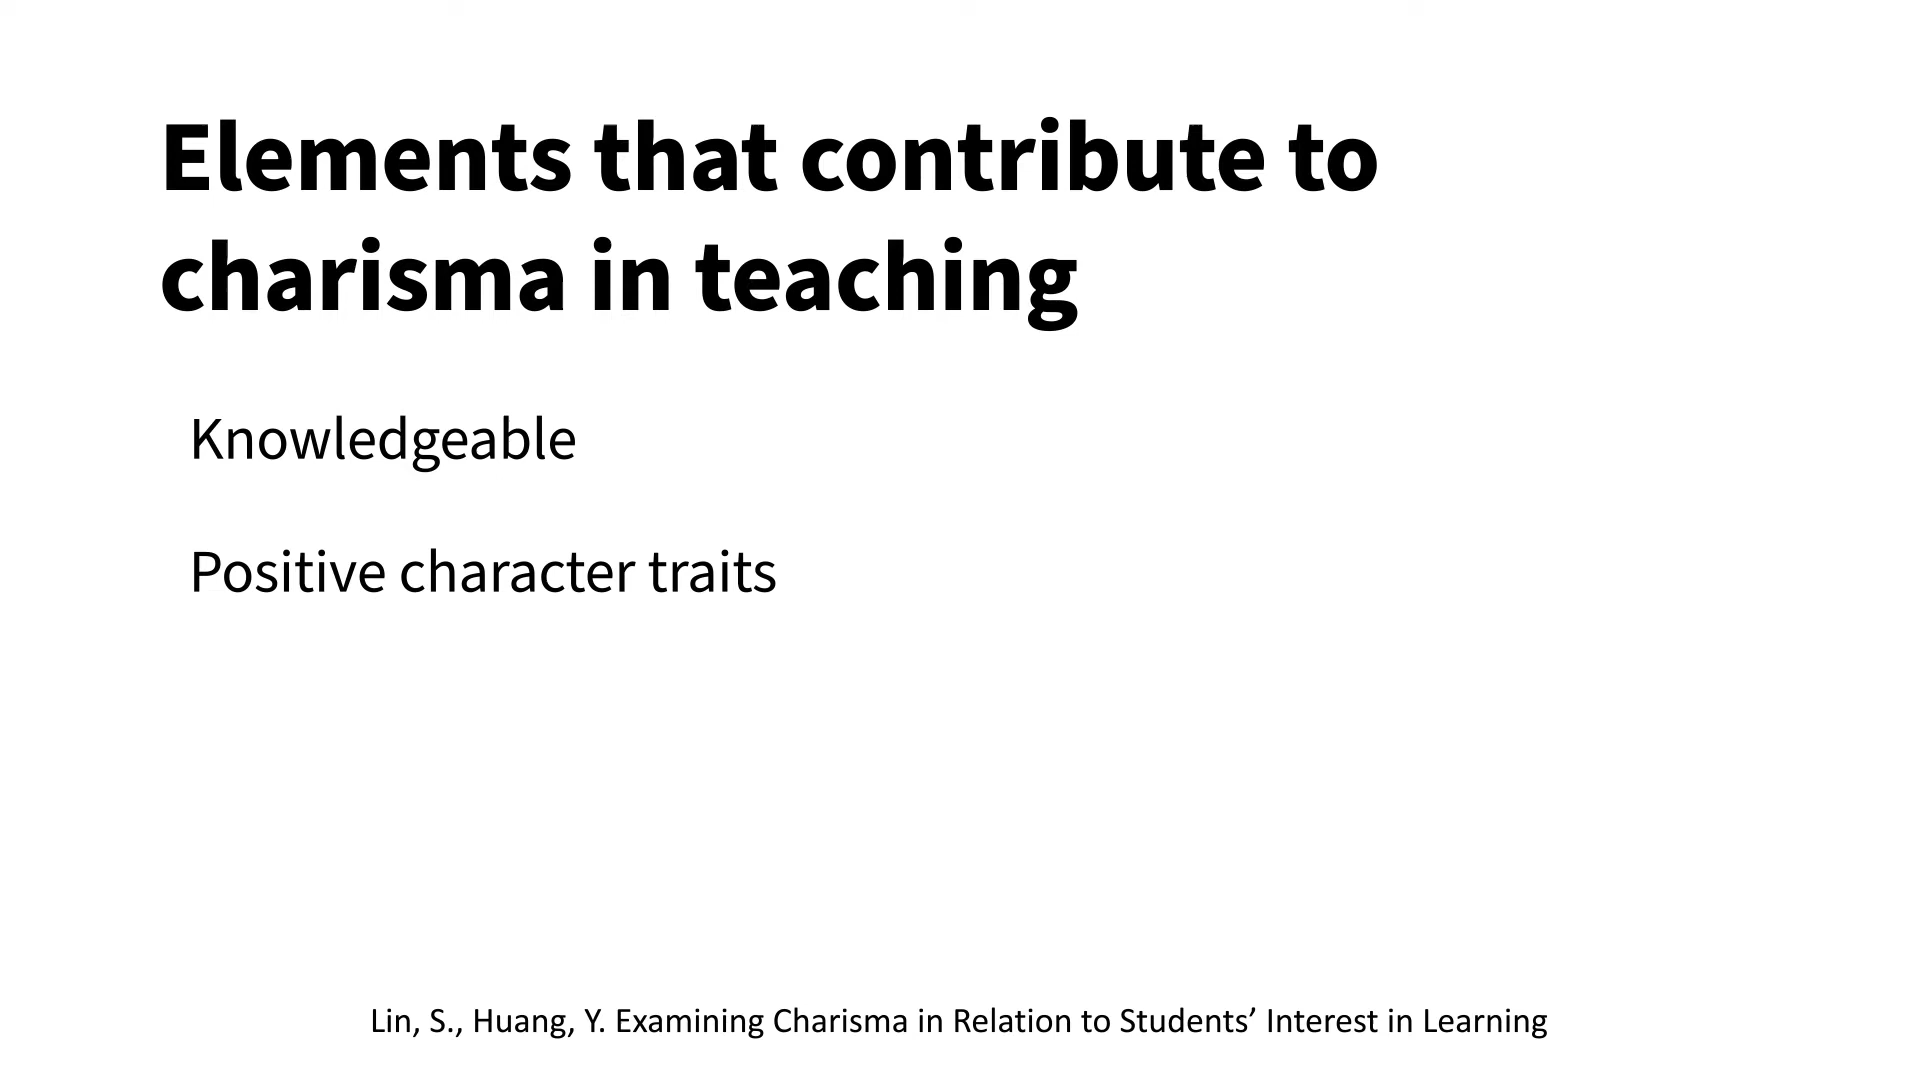 Elements that contribute to
charisma in teaching
Knowledgeable
Positive character traits
Lin, S., Huang, Y. Examining Charisma in Relation to Students’ Interest in Learning